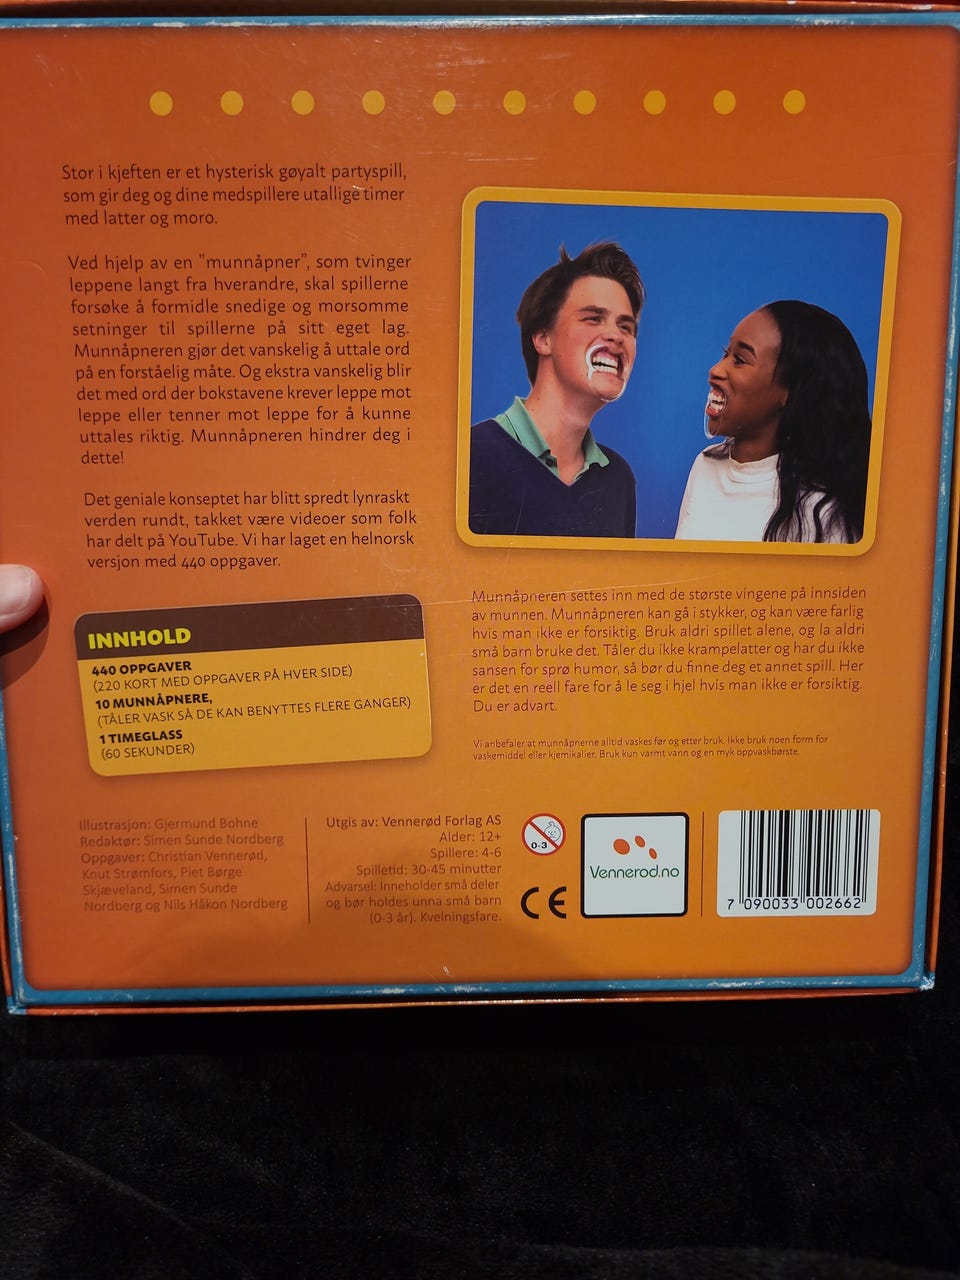 Stor i kjeften er et hysterisk gøyalt partyspill,
som gir deg og dine medspillere utallige timer
med latter og moro.
Ved hjelp av en "munnåpner", som tvinger
leppene langt fra hverandre, skal spillerne
forsøke å formidle snedige og morsomme
setninger til spillerne på sitt eget lag.
Munnåpneren gjør det vanskelig å uttale ord
på en forståelig måte. Og ekstra vanskelig blir
det med ord der bokstavene krever leppe mot
leppe eller tenner mot leppe for å kunne
uttales riktig. Munnåpneren hindrer deg i
dette!
Det geniale konseptet har blitt spredt lynraskt
verden rundt, takket være videoer som folk
har delt på YouTube. Vi har laget en helnorsk
versjon med 440 oppgaver.
INNHOLD
440 OPPGAVER
(220 KORT MED OPPGAVER PÅ HVER SIDE)
10 MUNNÅPNERE,
(TÅLER VASK SÅ DE KAN BENYTTES FLERE GANGER)
1 TIMEGLASS
(60 SEKUNDER)
Munnåpneren settes inn med de største vingene på innsiden
av munnen. Munnåpneren kan gå i stykker, og kan være farlig
hvis man ikke er forsiktig. Bruk aldri spillet alene, og la aldri
små barn bruke det. Tåler du ikke krampelatter og har du ikke
sansen for sprø humor, så bør du finne deg et annet spill. Her
er det en reell fare for å le seg i hjel hvis man ikke er forsiktig.
Du er advart.
Vi anbefaler at munnåpnerne alltid vaskes før og etter bruk. Ikke bruk noen form for
vaskemiddel eller kjemikalier. Bruk kun varmt vann og en myk oppvaskbørste.
Illustrasjon: Gjermund Bohne
Redaktør: Simen Sunde Nordberg
Oppgaver: Christian Vennerød,
Knut Strømfors, Piet Børge
Skjæveland, Simen Sunde
Nordberg og Nils Håkon Nordberg
Utgis av: Vennerød Forlag AS
Alder: 12+
Spillere: 4-6
Spilletid: 30-45 minutter
Advarsel: Inneholder små deler
og bør holdes unna små barn
(0-3 år). Kvelningsfare.
0-3
CE
Vennerod.no
7 090033 002662